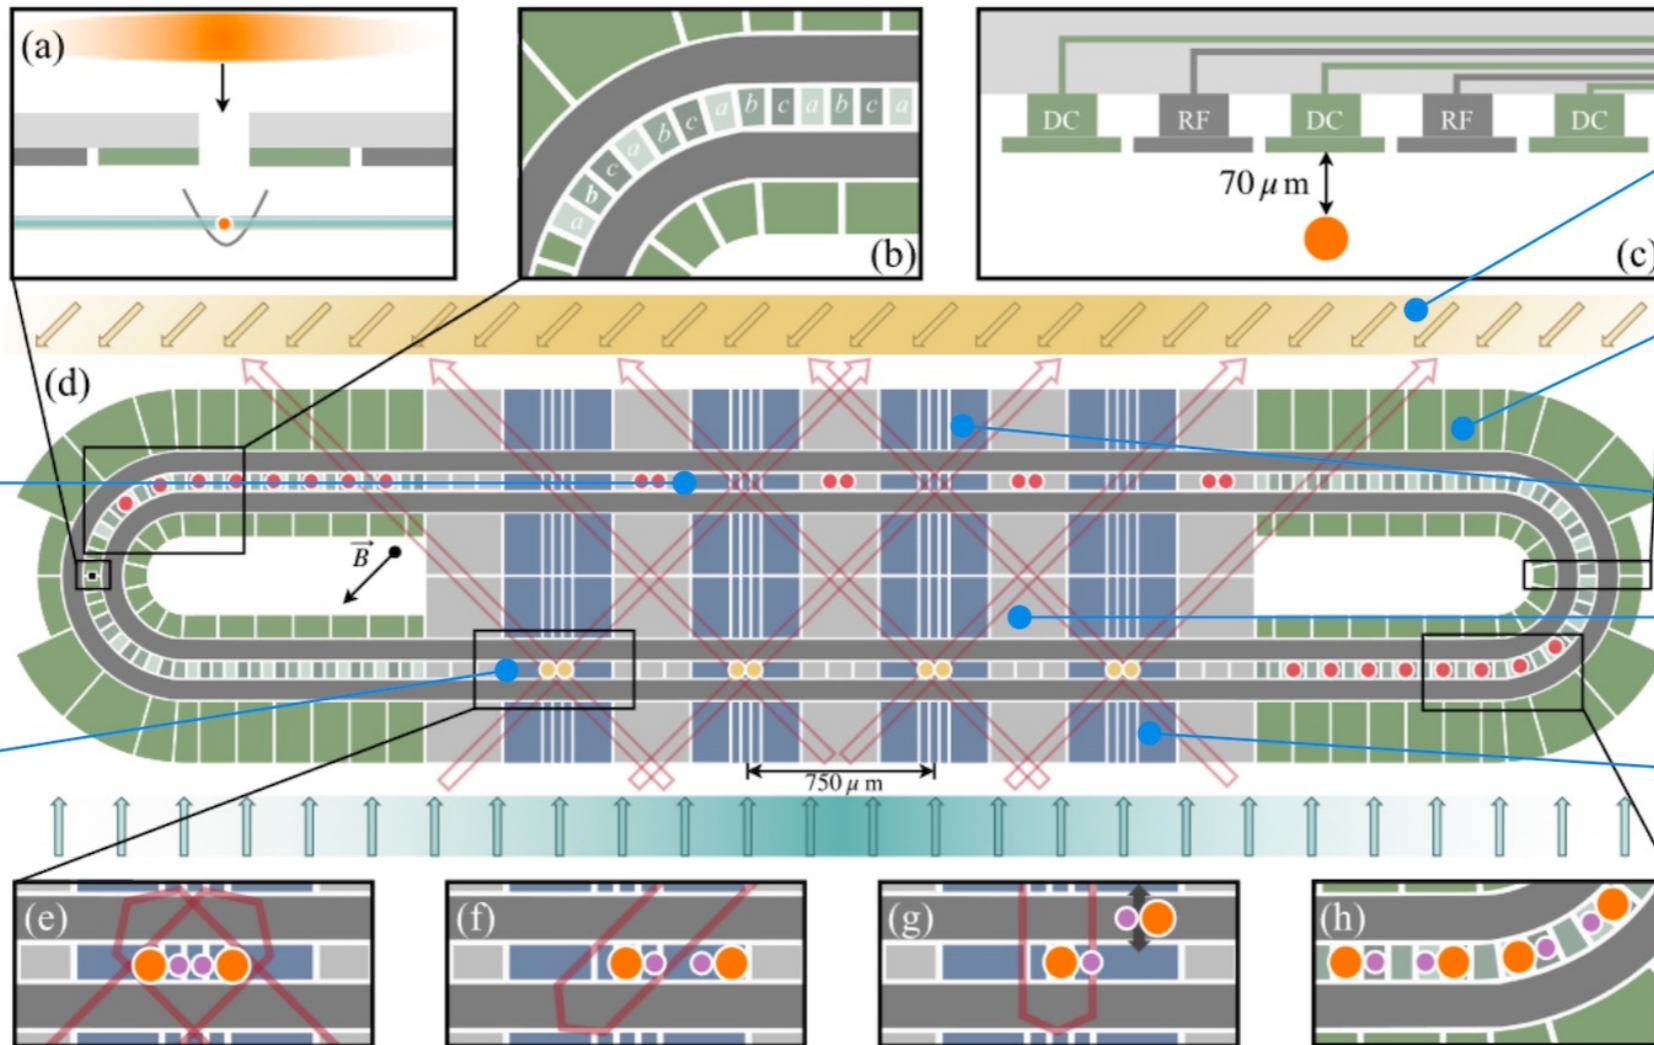 (a)
(b)
a b c a b c a b c a b c a
(c)
DC RF DC RF DC
70 μm
(d)
B
750 μm
(e)
(f)
(g)
(h)